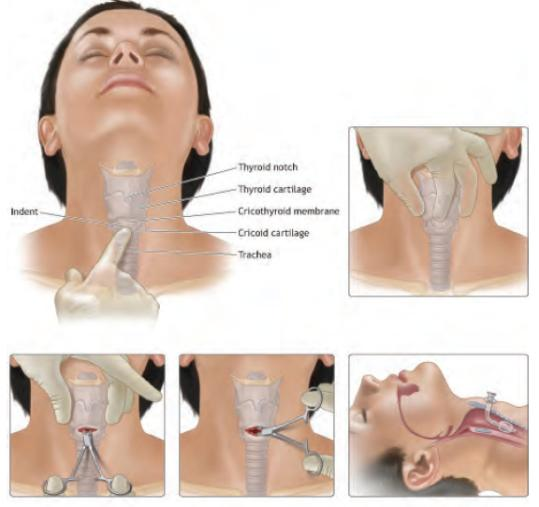 Thyroid notch
Thyroid cartilage
Indent
Cricothyroid membrane
Cricoid cartilage
Trachea